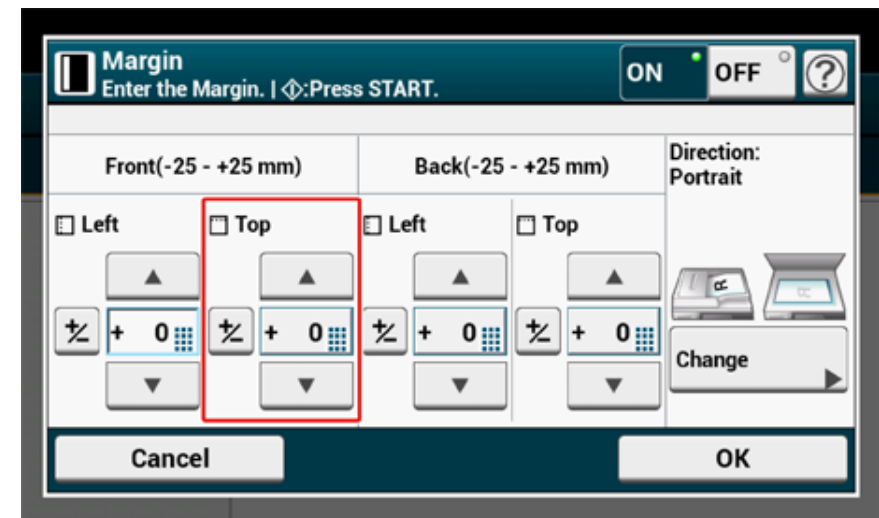 Margin
Enter the Margin. | :Press START.
ON
OFF
?
Front(-25 - +25 mm)
Back(-25 - +25 mm)
Direction:
Portrait
Left
Top
Left
Top
+/- + 0
+/- + 0
+/- + 0
+/- + 0
R
R
Change
Cancel
OK